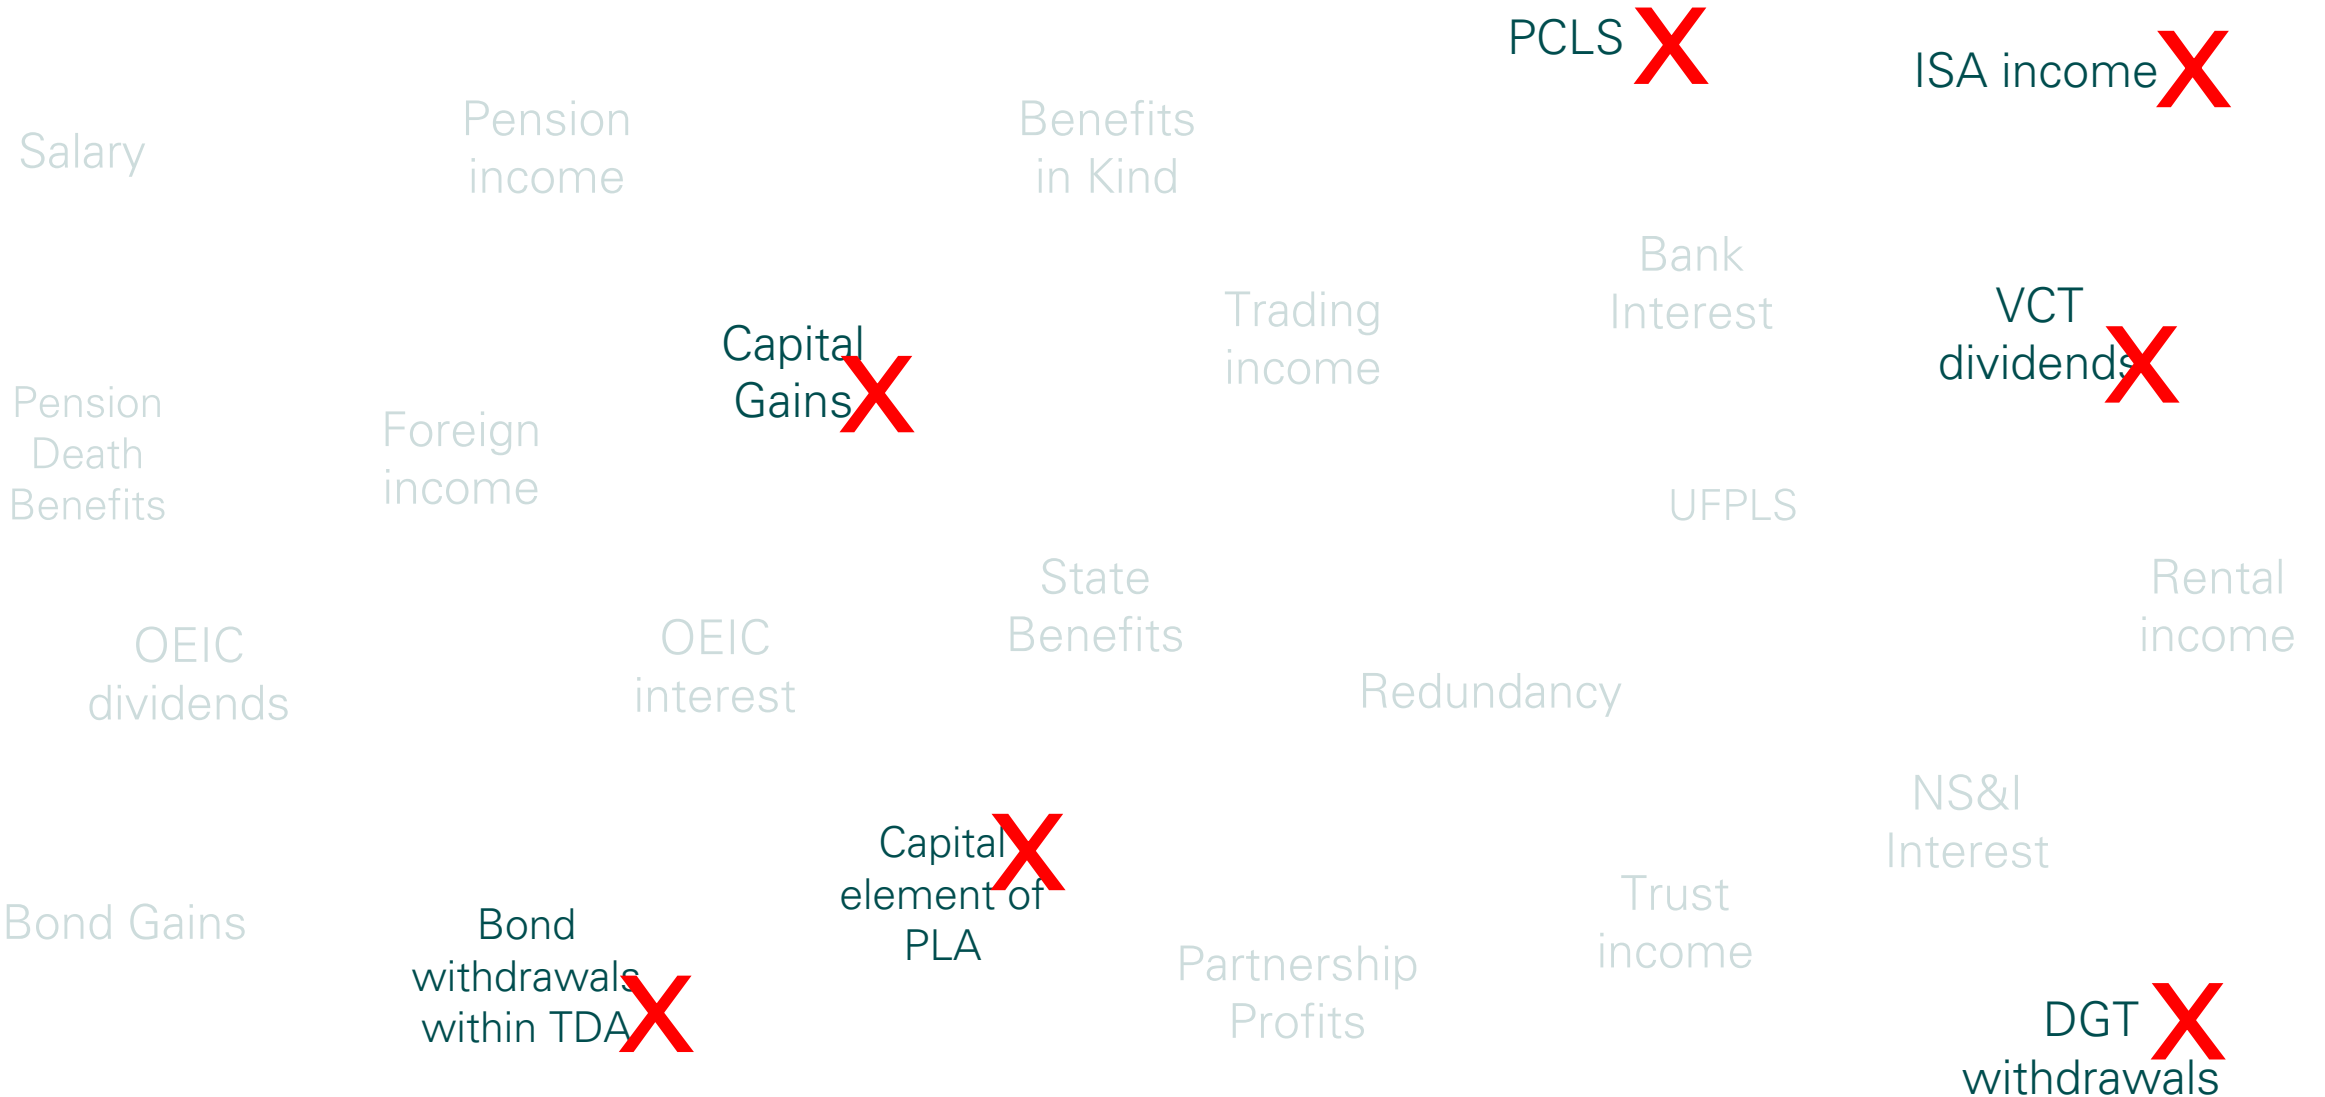 PCLS X
ISA income X
Salary
Pension
income
Benefits
in Kind
Bank
Interest
Trading
income
VCT
dividends X
Capital
Gains X
Pension
Death
Benefits
Foreign
income
UFPLS
State
Benefits
Rental
income
OEIC
dividends
OEIC
interest
Redundancy
NS&I
Interest
Capital X
element of
PLA
Trust
income
Bond Gains
Bond
withdrawals
within TDA X
Partnership
Profits
DGT X
withdrawals